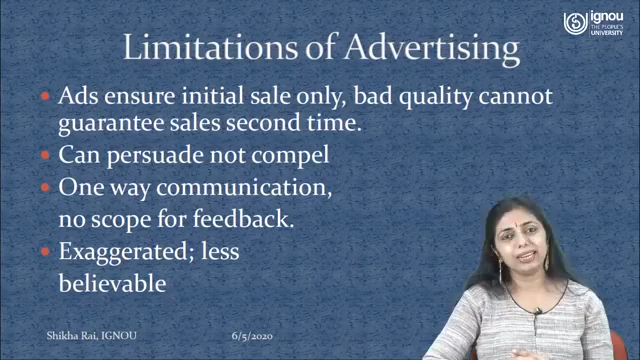 ignou
THE PEOPLE'S
UNIVERSITY
Limitations of Advertising
Ads ensure initial sale only, bad quality cannot
guarantee sales second time.
Can persuade not compel
One way communication,
no scope for feedback.
Exaggerated; less
believable
Shikha Rai, IGNOU 6/5/2020